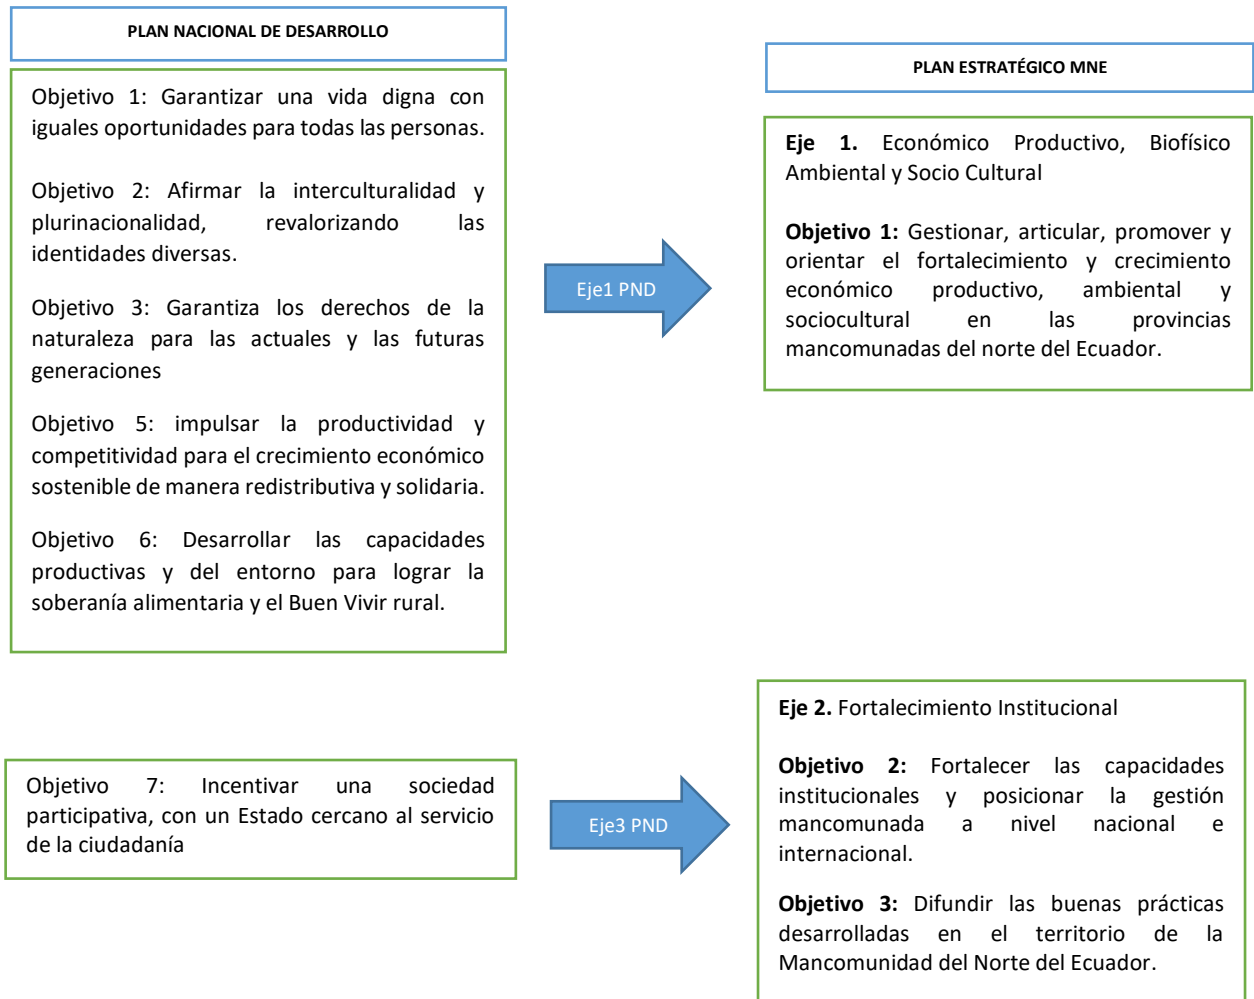 PLAN NACIONAL DE DESARROLLO
Objetivo 1: Garantizar una vida digna con
iguales oportunidades para todas las personas.
Objetivo 2: Afirmar la interculturalidad y
plurinacionalidad, revalorizando las
identidades diversas.
Objetivo 3: Garantiza los derechos de la
naturaleza para las actuales y las futuras
generaciones
Objetivo 5: impulsar la productividad y
competitividad para el crecimiento económico
sostenible de manera redistributiva y solidaria.
Objetivo 6: Desarrollar las capacidades
productivas y del entorno para lograr la
soberanía alimentaria y el Buen Vivir rural.
Eje1 PND
PLAN ESTRATÉGICO MNE
Eje 1. Económico Productivo, Biofísico
Ambiental y Socio Cultural
Objetivo 1: Gestionar, articular, promover y
orientar el fortalecimiento y crecimiento
económico productivo, ambiental y
sociocultural en las provincias
mancomunadas del norte del Ecuador.
Objetivo 7: Incentivar una sociedad
participativa, con un Estado cercano al servicio
de la ciudadanía
Eje3 PND
Eje 2. Fortalecimiento Institucional
Objetivo 2: Fortalecer las capacidades
institucionales y posicionar la gestión
mancomunada a nivel nacional e
internacional.
Objetivo 3: Difundir las buenas prácticas
desarrolladas en el territorio de la
Mancomunidad del Norte del Ecuador.